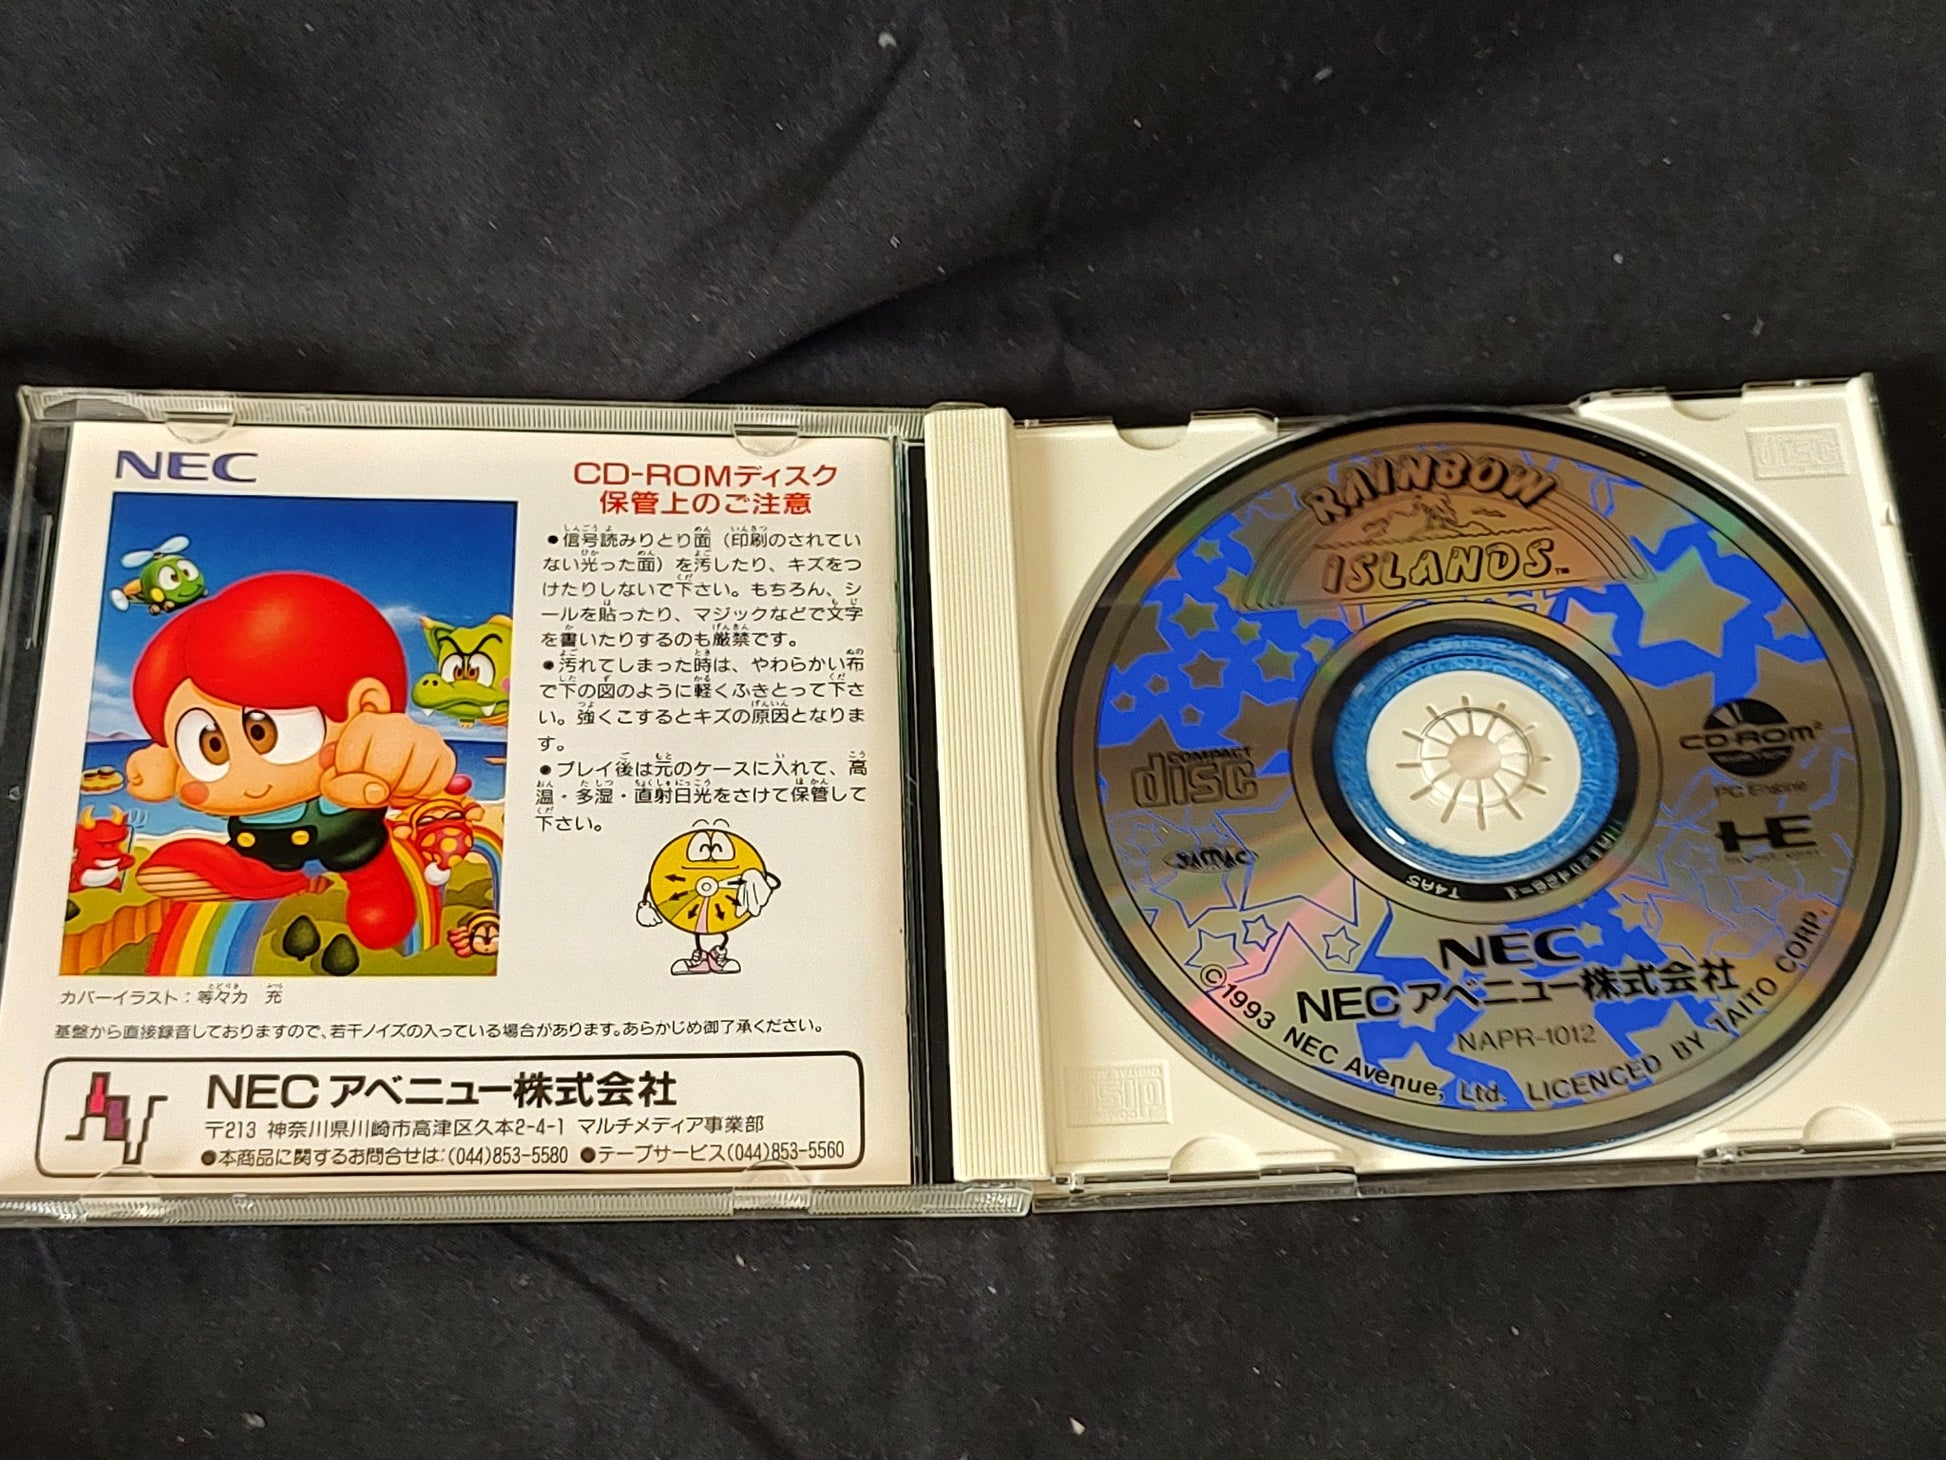 NEC
CD-ROMディスク
保管上のご注意
●信号読みりとり面（印刷のされてい
ない光った面）を汚したり、キズをつ
けたりしないで下さい。もちろん、シ
ールを貼ったり、マジックなどで文字
を書いたりするのも厳禁です。
●汚れてしまった時は、やわらかい布
で下の図のように軽くふきとって下さ
い。強くこするとキズの原因となりま
す。
●プレイ後は元のケースに入れて、高
温・多湿・直射日光をさけて保管して
下さい。
カバーイラスト：等々力 充
基盤から直接録音しておりますので、若干ノイズの入っている場合があります。あらかじめ御了承ください。
NECアベニュー株式会社
〒213 神奈川県川崎市高津区久本2-4-1 マルチメディア事業部
●本商品に関するお問合せは:(044)853-5580 ●テープサービス(044)853-5560
RAINBOW
ISLANDS™
COMPACT
disc
CD-ROM²
PC Engine
HE
NEC
NECアベニュー株式会社
NAPR-1012
©1993 NEC Avenue, Ltd. LICENCED BY TAITO CORP.
T4A5
disc